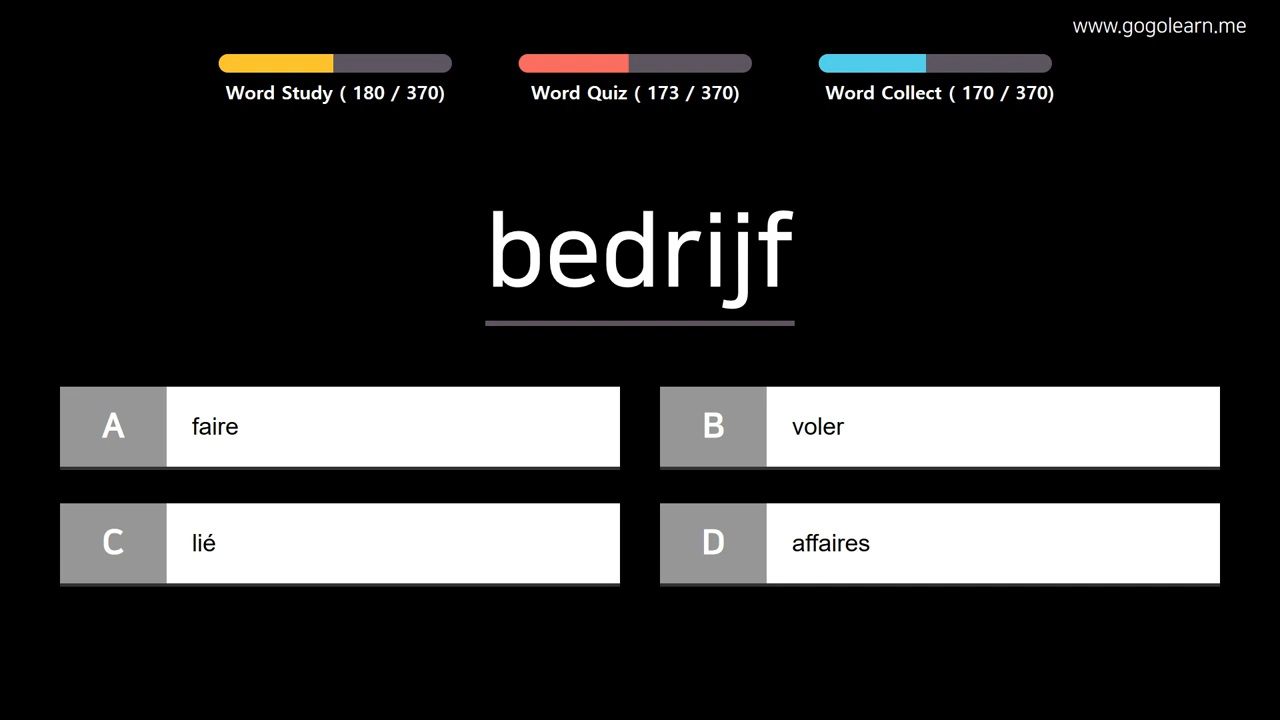 www.gogolearn.me
Word Study ( 180 / 370)
Word Quiz ( 173 / 370)
Word Collect ( 170 / 370)
bedrijf
A faire
B voler
C lié
D affaires